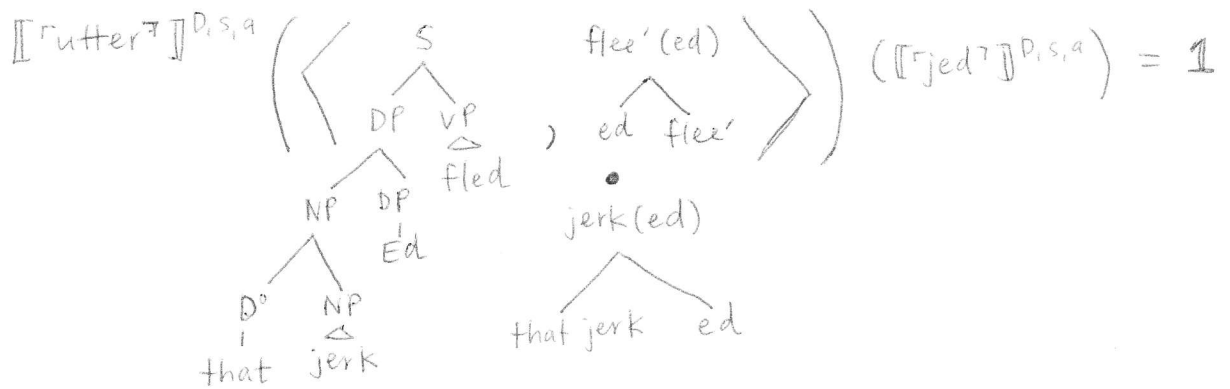 ⟦⌜utter⌝⟧^D,s,a ( ⟨ S flee'(ed) ⟩ ) (⟦⌜jed⌝⟧^D,s,a) = 1
DP VP , ed flee'
fled
NP DP •
Ed jerk(ed)
D° NP that jerk ed
that jerk